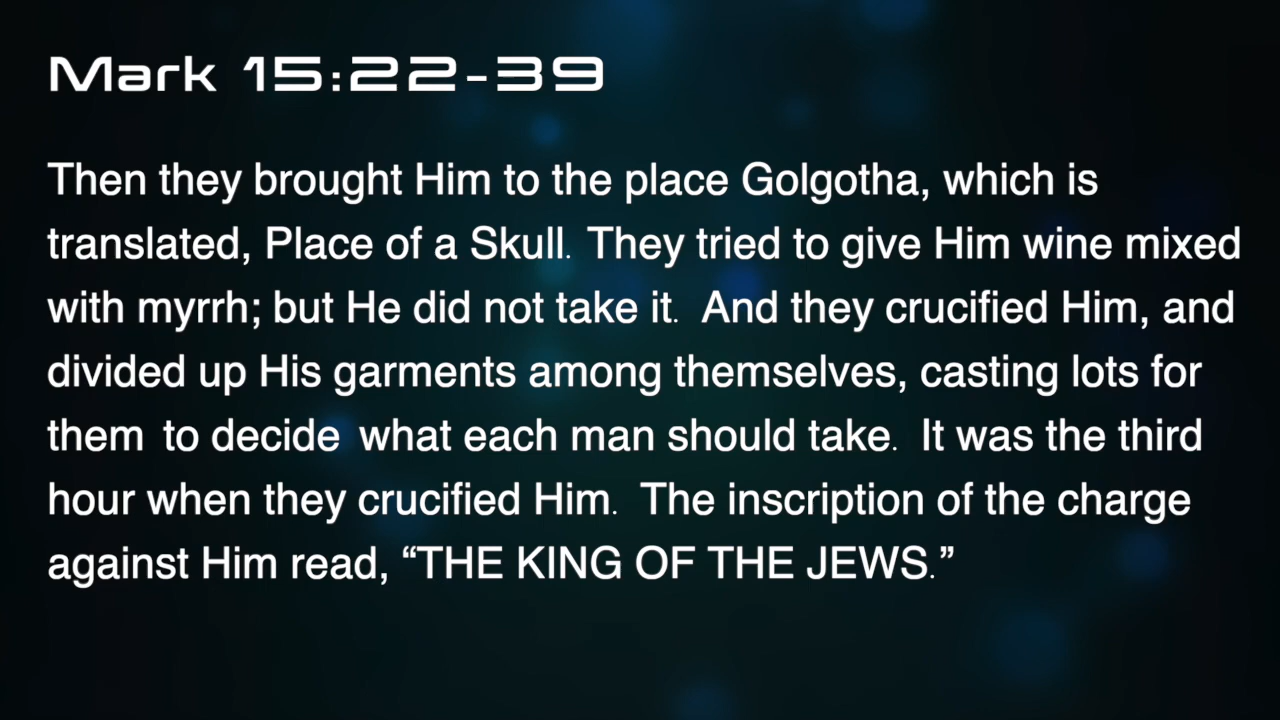 Mark 15:22-39
Then they brought Him to the place Golgotha, which is
translated, Place of a Skull. They tried to give Him wine mixed
with myrrh; but He did not take it. And they crucified Him, and
divided up His garments among themselves, casting lots for
them to decide what each man should take. It was the third
hour when they crucified Him. The inscription of the charge
against Him read, “THE KING OF THE JEWS.”